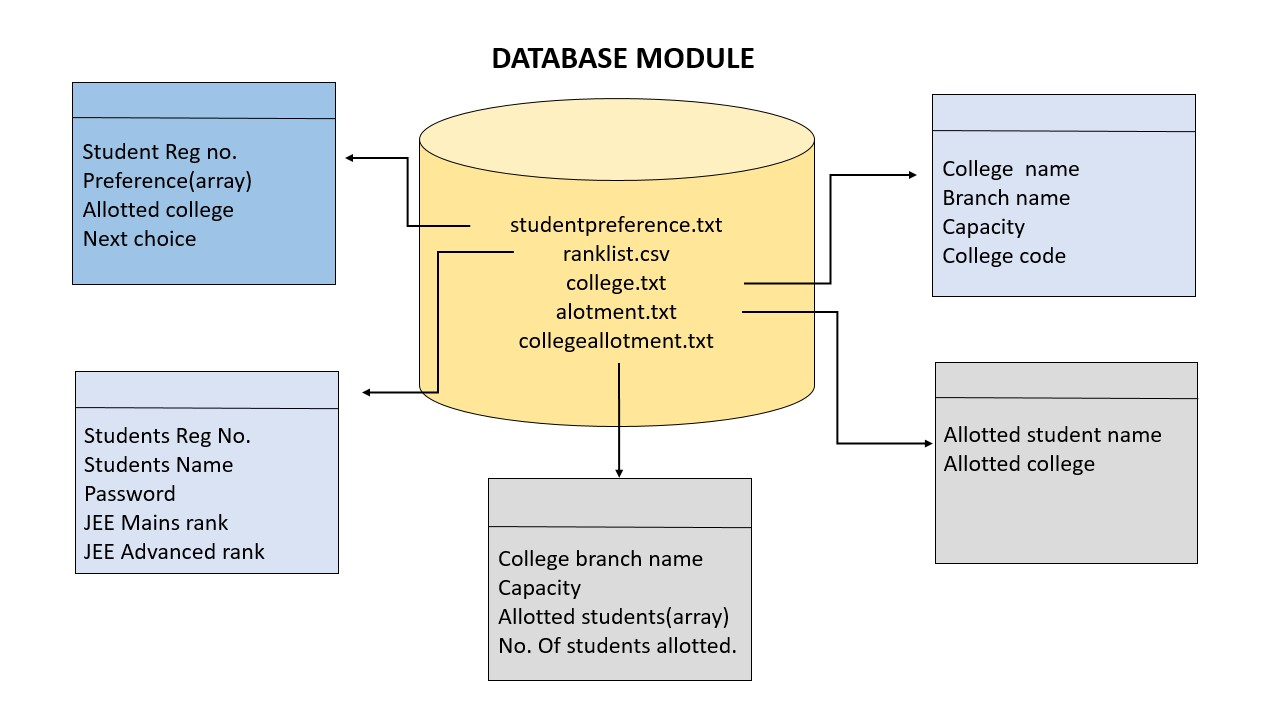 DATABASE MODULE
Student Reg no.
Preference(array)
Allotted college
Next choice
studentpreference.txt
ranklist.csv
college.txt
alotment.txt
collegeallotment.txt
College  name
Branch name
Capacity
College code
Students Reg No.
Students Name
Password
JEE Mains rank
JEE Advanced rank
College branch name
Capacity
Allotted students(array)
No. Of students allotted.
Allotted student name
Allotted college